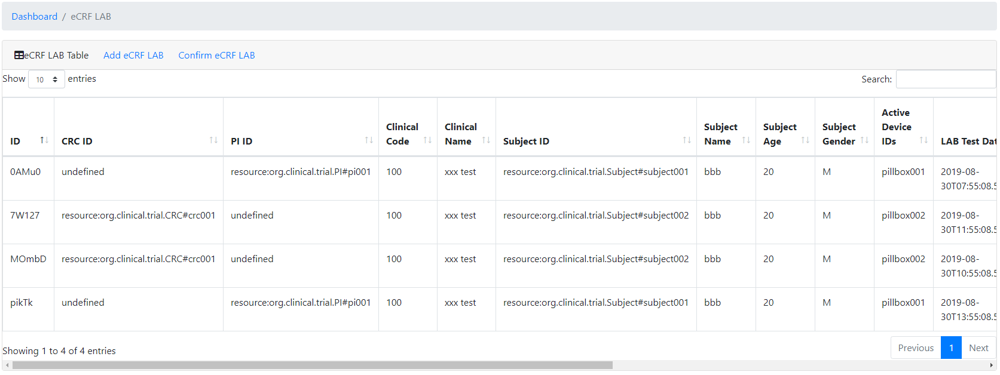 Dashboard / eCRF LAB
eCRF LAB Table Add eCRF LAB Confirm eCRF LAB
Show 10 entries Search:
ID CRC ID PI ID Clinical Code Clinical Name Subject ID Subject Name Subject Age Subject Gender Active Device IDs LAB Test Dat
0AMu0 undefined resource:org.clinical.trial.PI#pi001 100 xxx test resource:org.clinical.trial.Subject#subject001 bbb 20 M pillbox001 2019-08-
30T07:55:08.5
7W127 resource:org.clinical.trial.CRC#crc001 undefined 100 xxx test resource:org.clinical.trial.Subject#subject002 bbb 20 M pillbox002 2019-08-
30T11:55:08.5
MOmbD resource:org.clinical.trial.CRC#crc001 undefined 100 xxx test resource:org.clinical.trial.Subject#subject002 bbb 20 M pillbox002 2019-08-
30T10:55:08.5
pikTk undefined resource:org.clinical.trial.PI#pi001 100 xxx test resource:org.clinical.trial.Subject#subject001 bbb 20 M pillbox001 2019-08-
30T13:55:08.5
Showing 1 to 4 of 4 entries Previous 1 Next